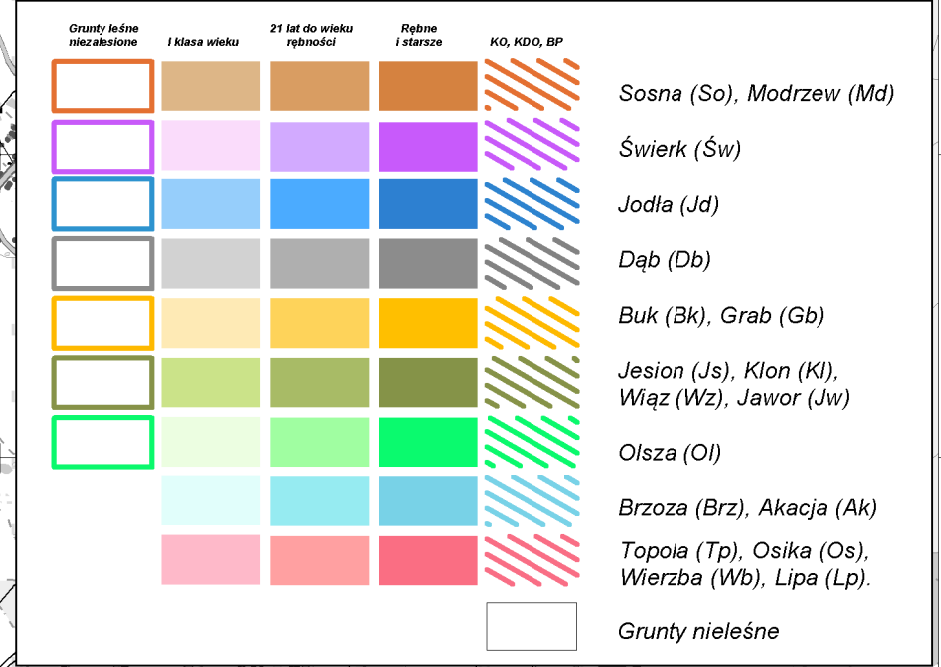 Grunty leśne
niezalesione
I klasa wieku
21 lat do wieku
rębności
Rębne
i starsze
KO, KDO, BP
Sosna (So), Modrzew (Md)
Świerk (Św)
Jodła (Jd)
Dąb (Db)
Buk (Bk), Grab (Gb)
Jesion (Js), Klon (Kl),
Wiąz (Wz), Jawor (Jw)
Olsza (Ol)
Brzoza (Brz), Akacja (Ak)
Topola (Tp), Osika (Os),
Wierzba (Wb), Lipa (Lp).
Grunty nieleśne